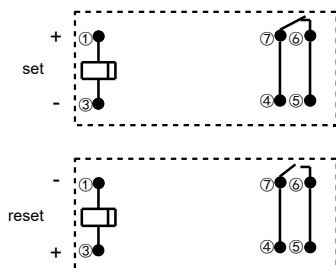 + ① ⑦ ⑥
set
- ③ ④ ⑤
- ① ⑦ ⑥
reset
+ ③ ④ ⑤